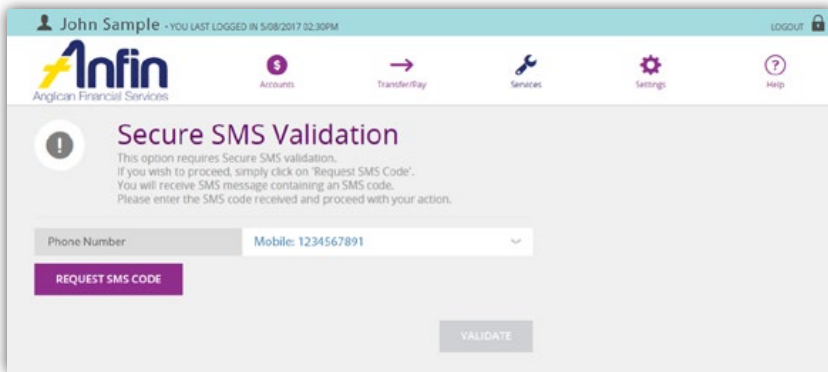 John Sample - YOU LAST LOGGED IN 5/08/2017 02:30PM
LOGOUT
Anfin
Anglican Financial Services
$
Accounts
Transfer/Pay
Services
Settings
?
Help
!
Secure SMS Validation
This option requires Secure SMS validation.
If you wish to proceed, simply click on 'Request SMS Code'.
You will receive SMS message containing an SMS code.
Please enter the SMS code received and proceed with your action.
Phone Number
Mobile: 1234567891
REQUEST SMS CODE
VALIDATE